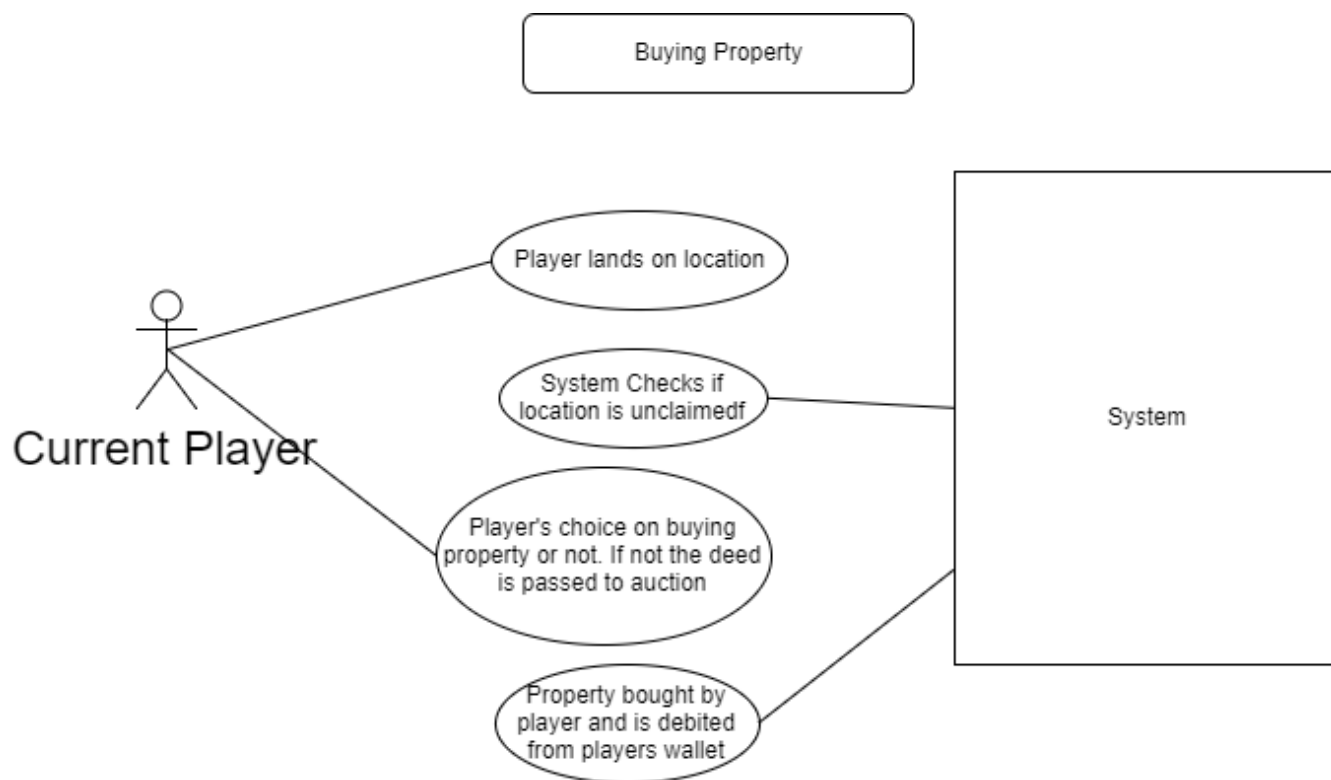 Buying Property
Player lands on location
System Checks if
location is unclaimedf
System
Current Player
Player's choice on buying
property or not. If not the deed
is passed to auction
Property bought by
player and is debited
from players wallet